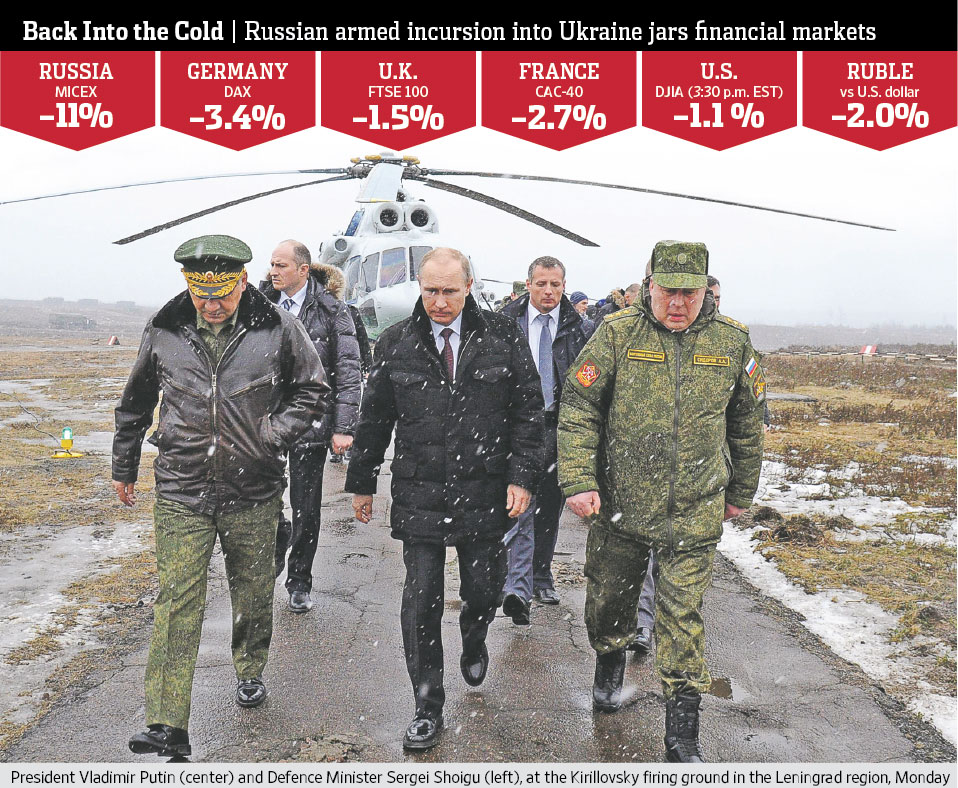 Back Into the Cold | Russian armed incursion into Ukraine jars financial markets
RUSSIA
MICEX
–11%
GERMANY
DAX
–3.4%
U.K.
FTSE 100
–1.5%
FRANCE
CAC-40
–2.7%
U.S.
DJIA (3:30 p.m. EST)
–1.1 %
RUBLE
vs U.S. dollar
–2.0%
President Vladimir Putin (center) and Defence Minister Sergei Shoigu (left), at the Kirillovsky firing ground in the Leningrad region, Monday